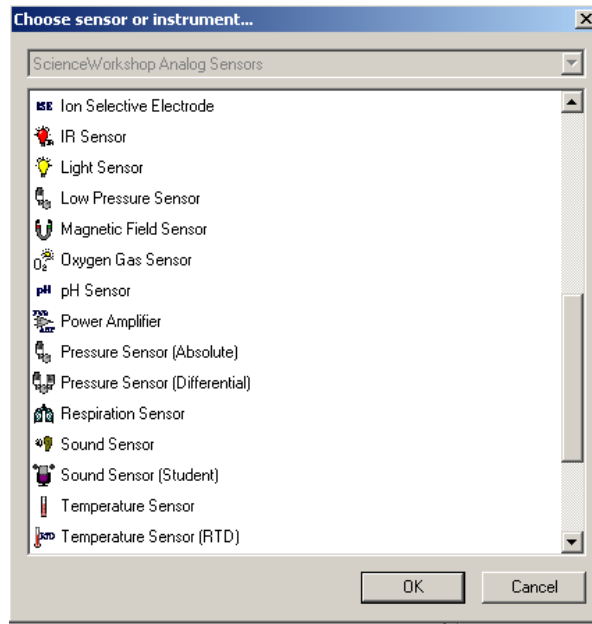 Choose sensor or instrument...
ScienceWorkshop Analog Sensors
ISE Ion Selective Electrode
IR Sensor
Light Sensor
Low Pressure Sensor
Magnetic Field Sensor
O2 Oxygen Gas Sensor
pH pH Sensor
Power Amplifier
Pressure Sensor (Absolute)
Pressure Sensor (Differential)
Respiration Sensor
Sound Sensor
Sound Sensor (Student)
Temperature Sensor
RTD Temperature Sensor (RTD)
OK Cancel